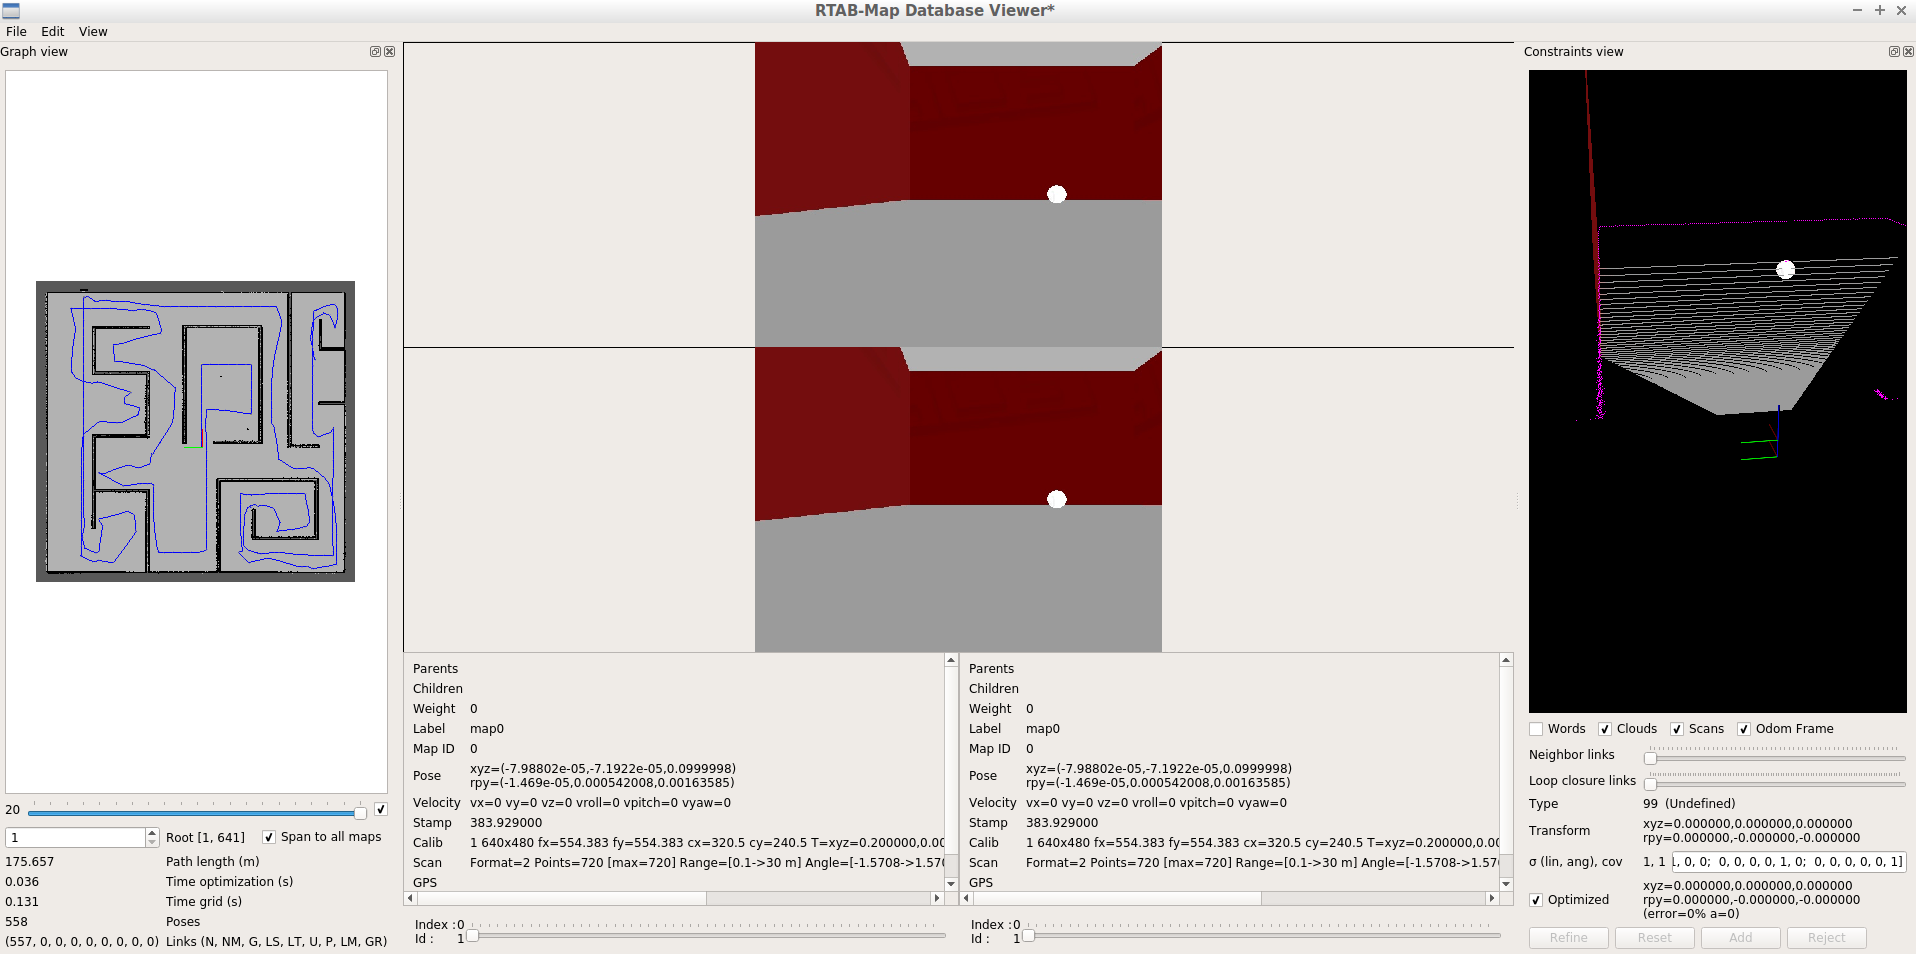 RTAB-Map Database Viewer*
File Edit View
Graph view
20
1 Root [1, 641] Span to all maps
175.657 Path length (m)
0.036 Time optimization (s)
0.131 Time grid (s)
558 Poses
(557, 0, 0, 0, 0, 0, 0, 0, 0) Links (N, NM, G, LS, LT, U, P, LM, GR)
Parents
Children
Weight 0
Label map0
Map ID 0
Pose xyz=(-7.98802e-05,-7.1922e-05,0.0999998)
rpy=(-1.469e-05,0.000542008,0.00163585)
Velocity vx=0 vy=0 vz=0 vroll=0 vpitch=0 vyaw=0
Stamp 383.929000
Calib 1 640x480 fx=554.383 fy=554.383 cx=320.5 cy=240.5 T=xyz=0.200000,0.00
Scan Format=2 Points=720 [max=720] Range=[0.1->30 m] Angle=[-1.5708->1.570
GPS
Index : 0
Id : 1
Parents
Children
Weight 0
Label map0
Map ID 0
Pose xyz=(-7.98802e-05,-7.1922e-05,0.0999998)
rpy=(-1.469e-05,0.000542008,0.00163585)
Velocity vx=0 vy=0 vz=0 vroll=0 vpitch=0 vyaw=0
Stamp 383.929000
Calib 1 640x480 fx=554.383 fy=554.383 cx=320.5 cy=240.5 T=xyz=0.200000,0.00
Scan Format=2 Points=720 [max=720] Range=[0.1->30 m] Angle=[-1.5708->1.57
GPS
Index : 0
Id : 1
Constraints view
Words Clouds Scans Odom Frame
Neighbor links
Loop closure links
Type 99 (Undefined)
Transform xyz=0.000000,0.000000,0.000000
rpy=0.000000,-0.000000,-0.000000
σ (lin, ang), cov 1, 1 1, 0, 0; 0, 0, 0, 0, 1, 0; 0, 0, 0, 0, 0, 1]
Optimized xyz=0.000000,0.000000,0.000000
rpy=0.000000,-0.000000,-0.000000
(error=0% a=0)
Refine Reset Add Reject